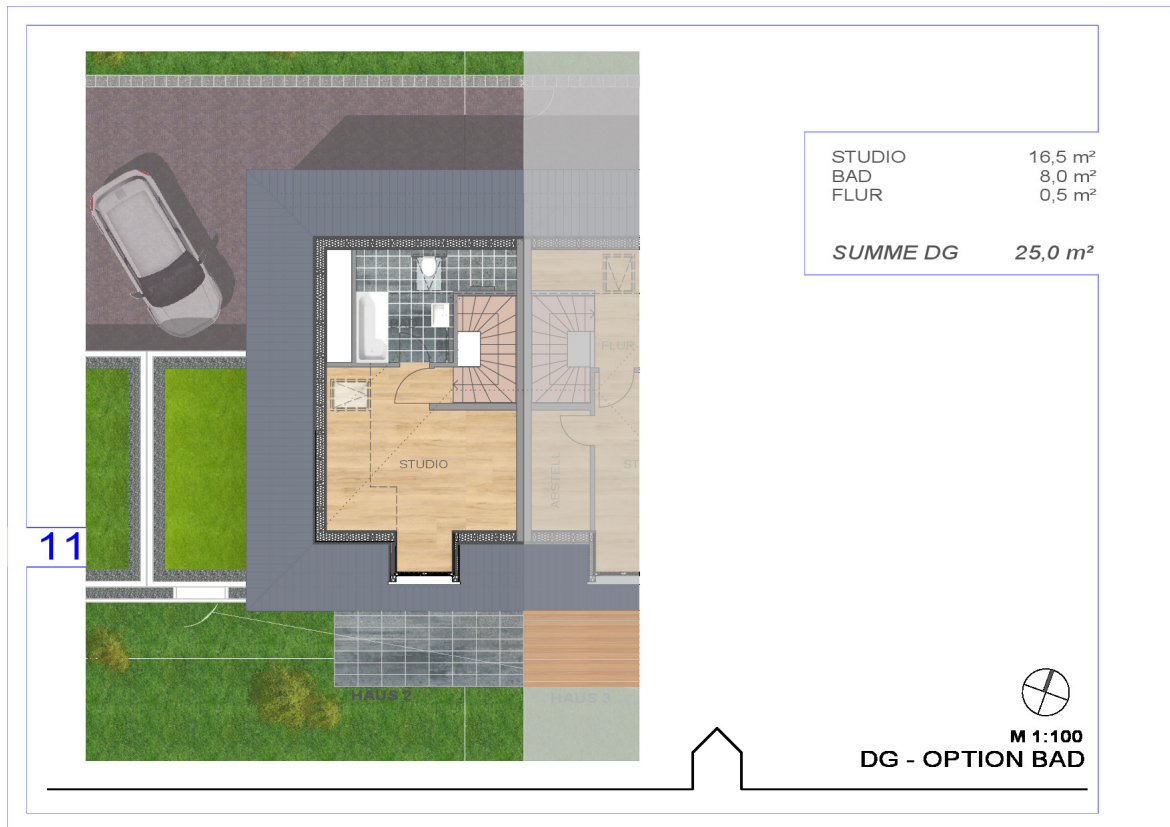 STUDIO 16,5 m²
BAD 8,0 m²
FLUR 0,5 m²
SUMME DG 25,0 m²
FLUR
STUDIO
ST
ABSTELL
11
HAUS 2
HAUS 3
M 1:100
DG - OPTION BAD